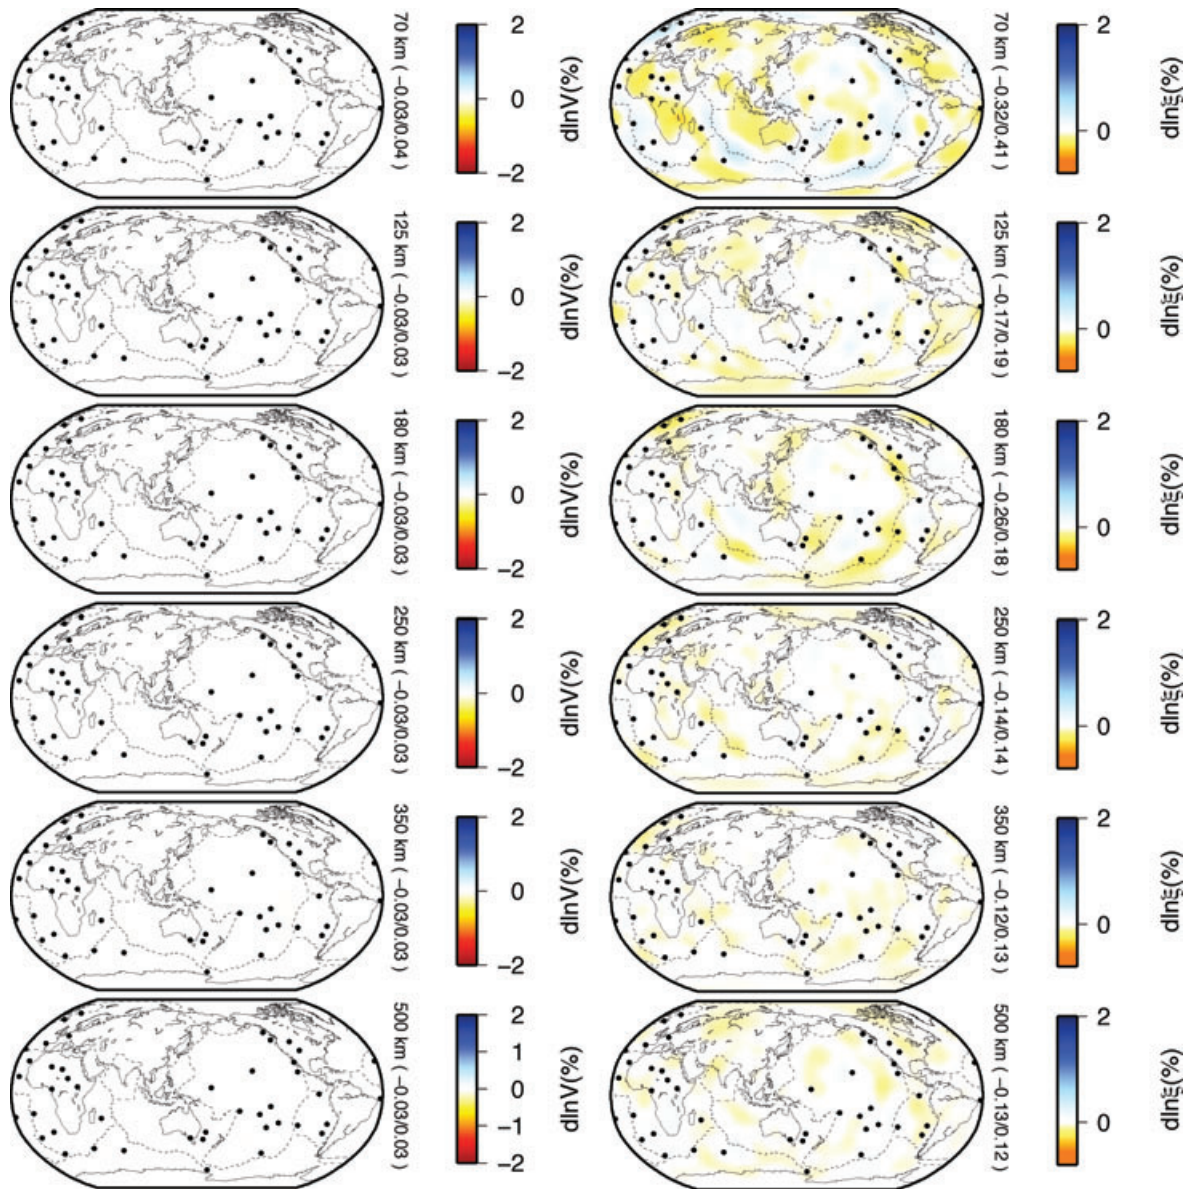 70 km ( −0.03/0.04)
2
0
−2
dlnV(%)
70 km ( −0.32/0.41)
2
0
dlnξ(%)
125 km ( −0.03/0.03 )
2
0
−2
dlnV(%)
125 km ( −0.17/0.19)
2
0
dlnξ(%)
180 km ( −0.03/0.03 )
2
0
−2
dlnV(%)
180 km ( −0.26/0.18 )
2
0
dlnξ(%)
250 km ( −0.03/0.03 )
2
0
−2
dlnV(%)
250 km ( −0.14/0.14 )
2
0
dlnξ(%)
350 km ( −0.03/0.03 )
2
0
−2
dlnV(%)
350 km ( −0.12/0.13 )
2
0
dlnξ(%)
500 km ( −0.03/0.03 )
2
1
0
−1
−2
dlnV(%)
500 km ( −0.13/0.12 )
2
0
dlnξ(%)